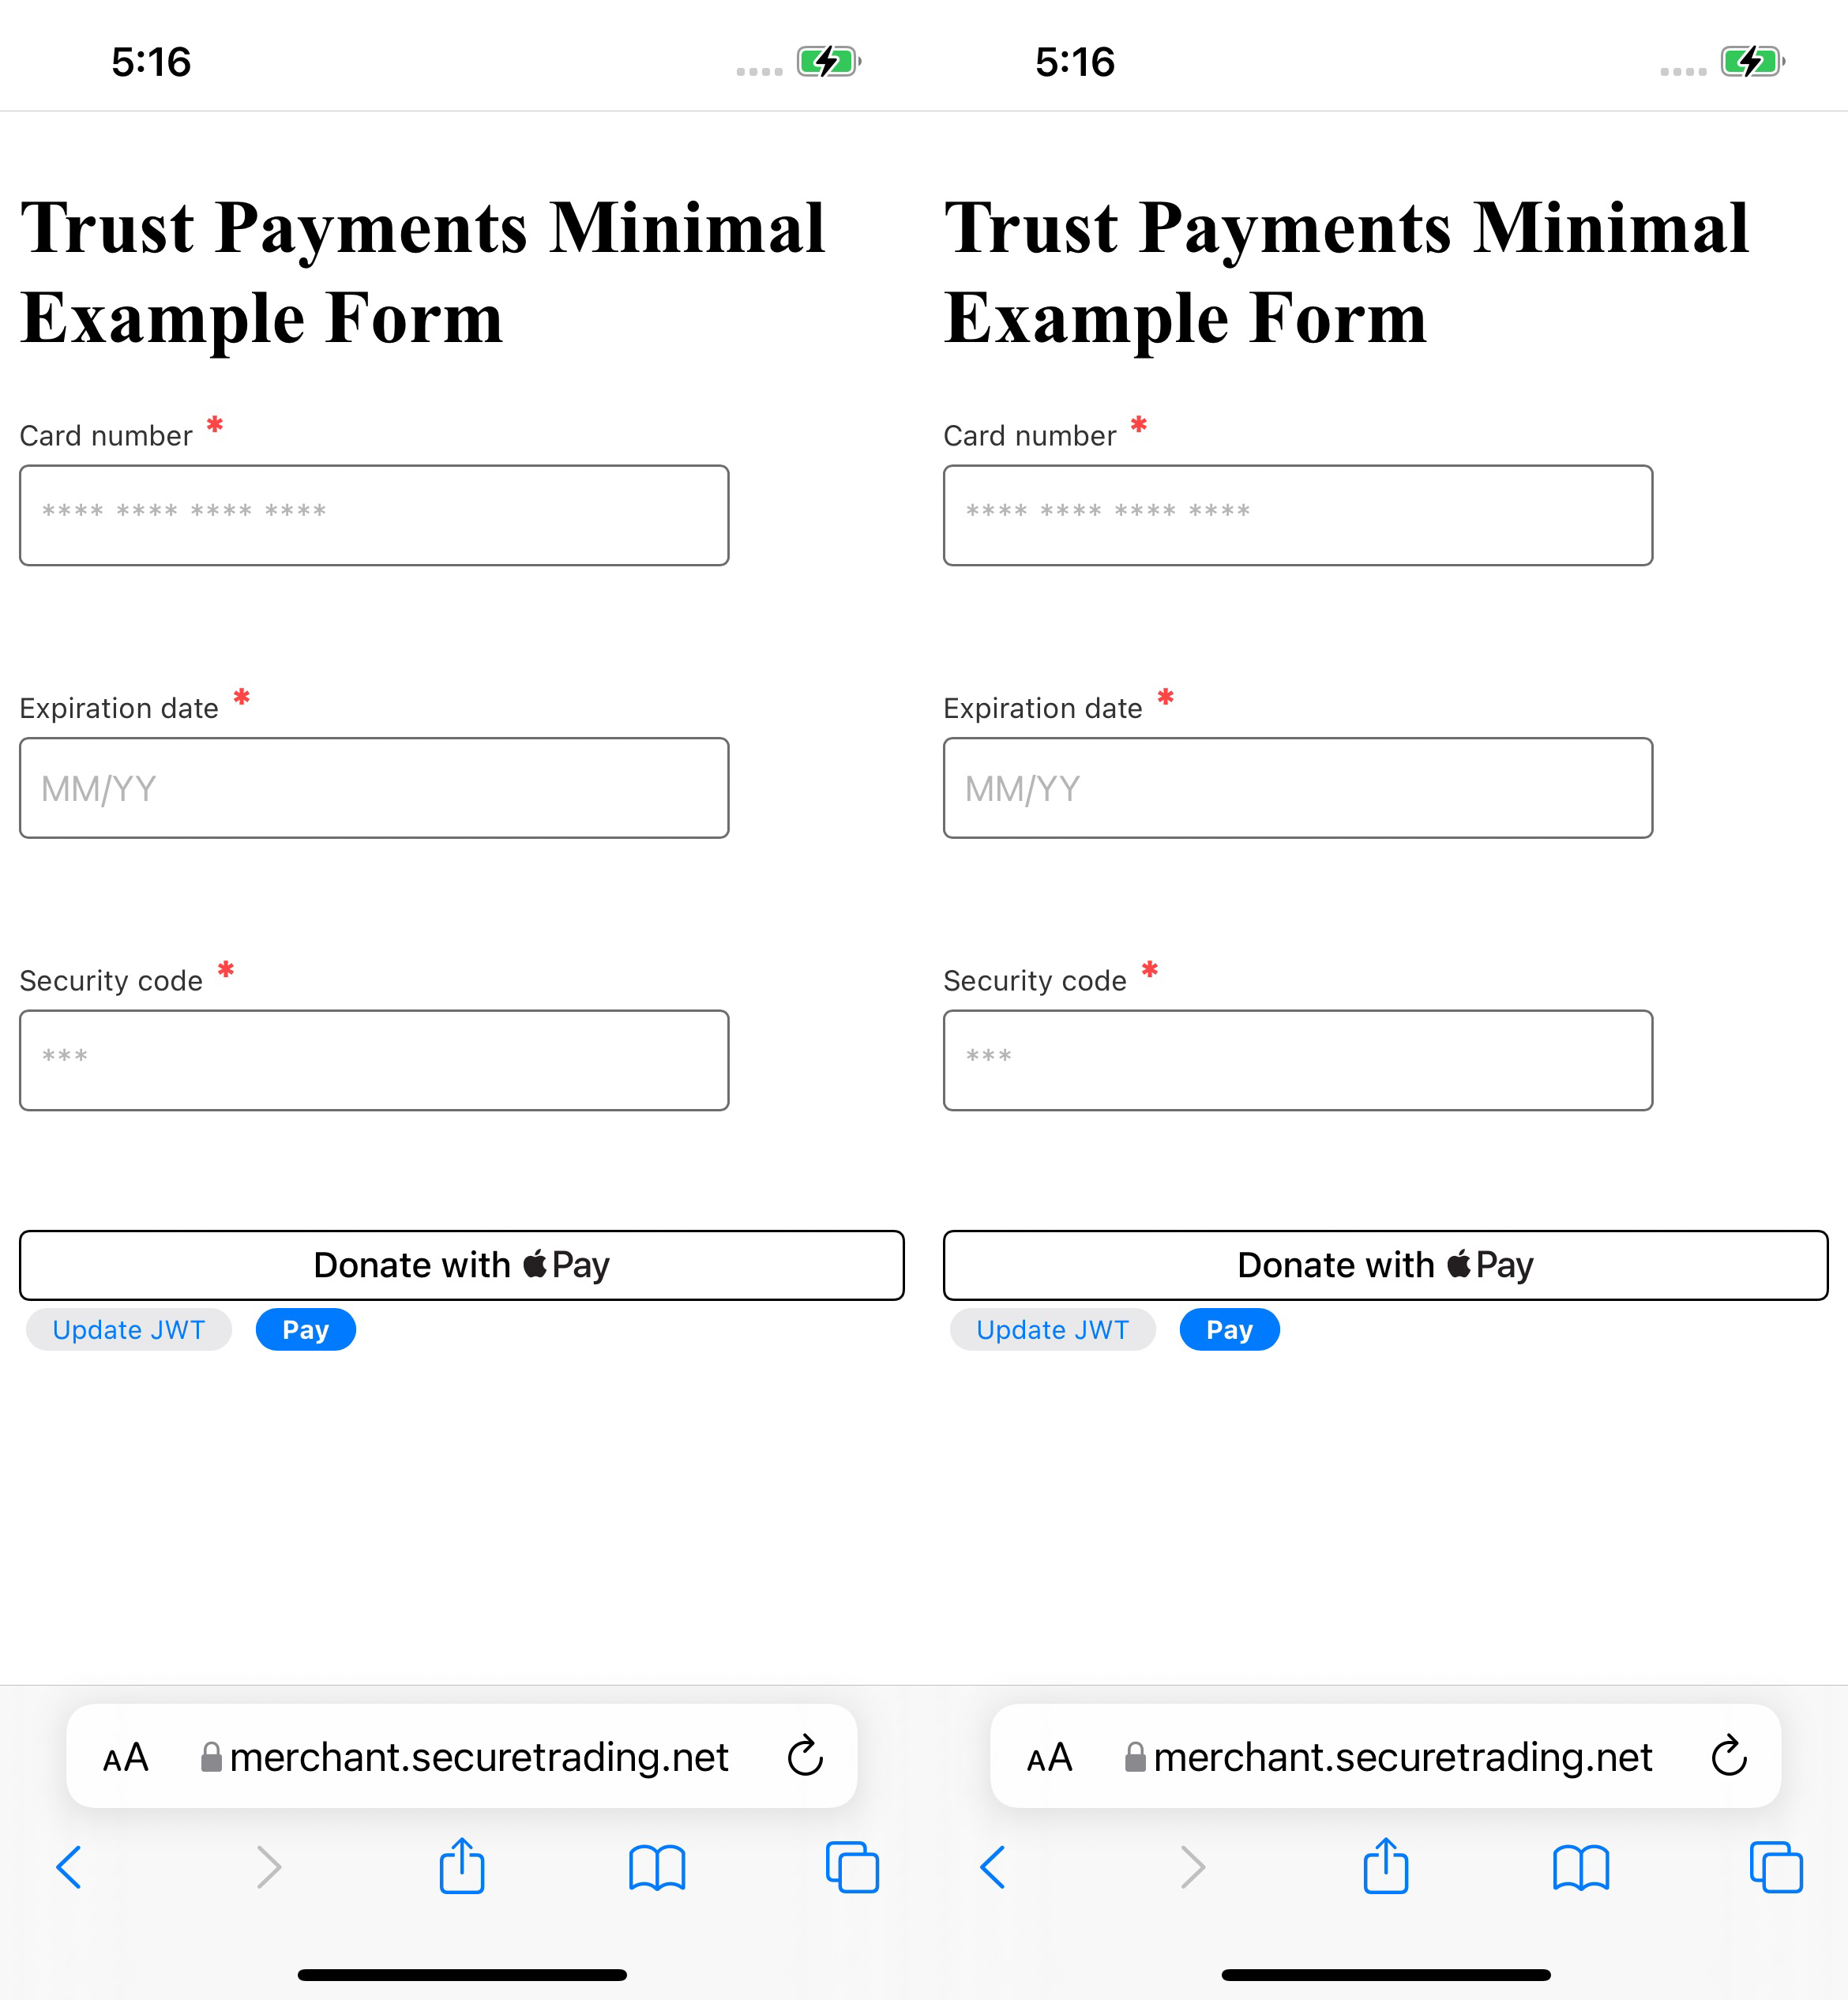 5:16
Trust Payments Minimal
Example Form
Card number *
**** **** **** ****
Expiration date *
MM/YY
Security code *
***
Donate with Pay
Update JWT Pay
AA merchant.securetrading.net
5:16
Trust Payments Minimal
Example Form
Card number *
**** **** **** ****
Expiration date *
MM/YY
Security code *
***
Donate with Pay
Update JWT Pay
AA merchant.securetrading.net